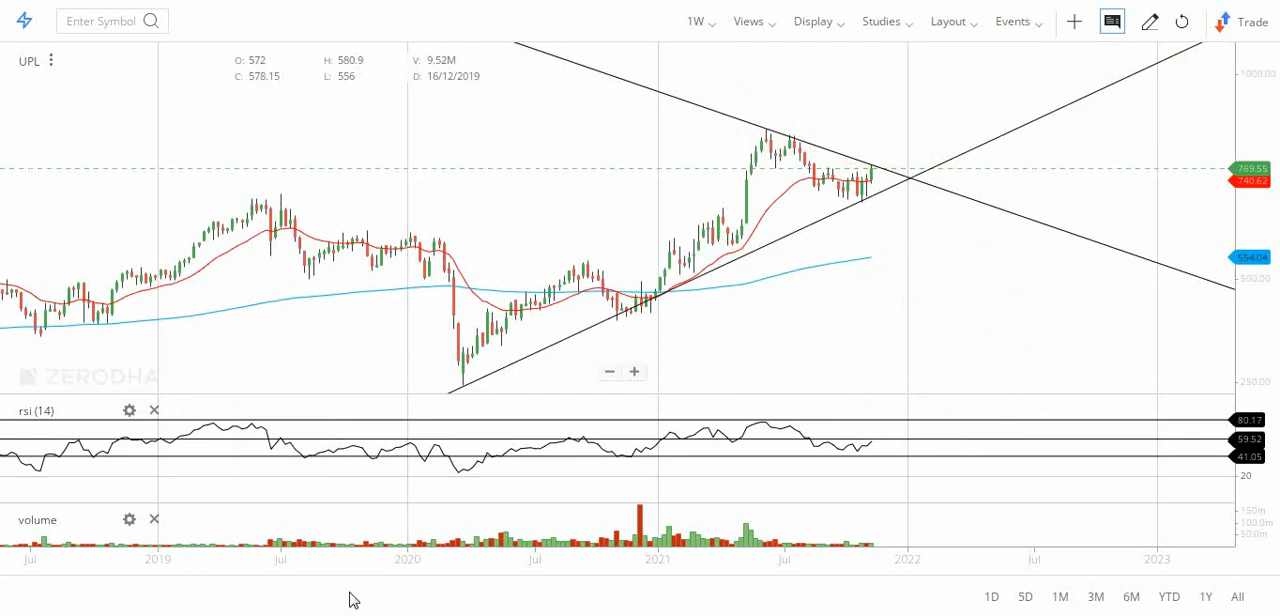 Enter Symbol
1W Views Display Studies Layout Events Trade
UPL
O: 572 H: 580.9 V: 9.52M
C: 578.15 L: 556 D: 16/12/2019
1000.00
769.55
740.62
554.04
500.00
250.00
ZERODHA
rsi (14)
80.17
59.52
41.05
20
volume
150m
100.0m
50.0m
Jul 2019 Jul 2020 Jul 2021 Jul 2022 Jul 2023
1D 5D 1M 3M 6M YTD 1Y All